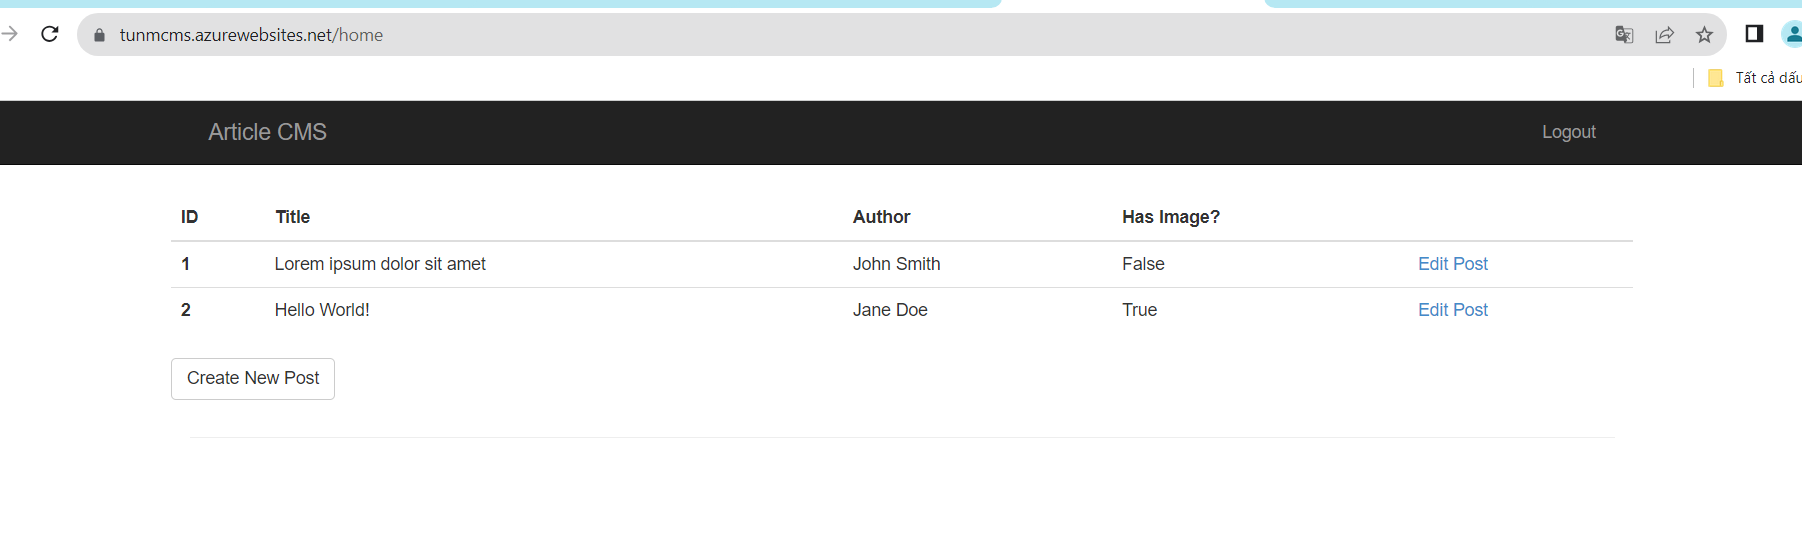 tunmcms.azurewebsites.net/home
Tất cả dấu
Article CMS Logout
ID Title Author Has Image?
1 Lorem ipsum dolor sit amet John Smith False Edit Post
2 Hello World! Jane Doe True Edit Post
Create New Post